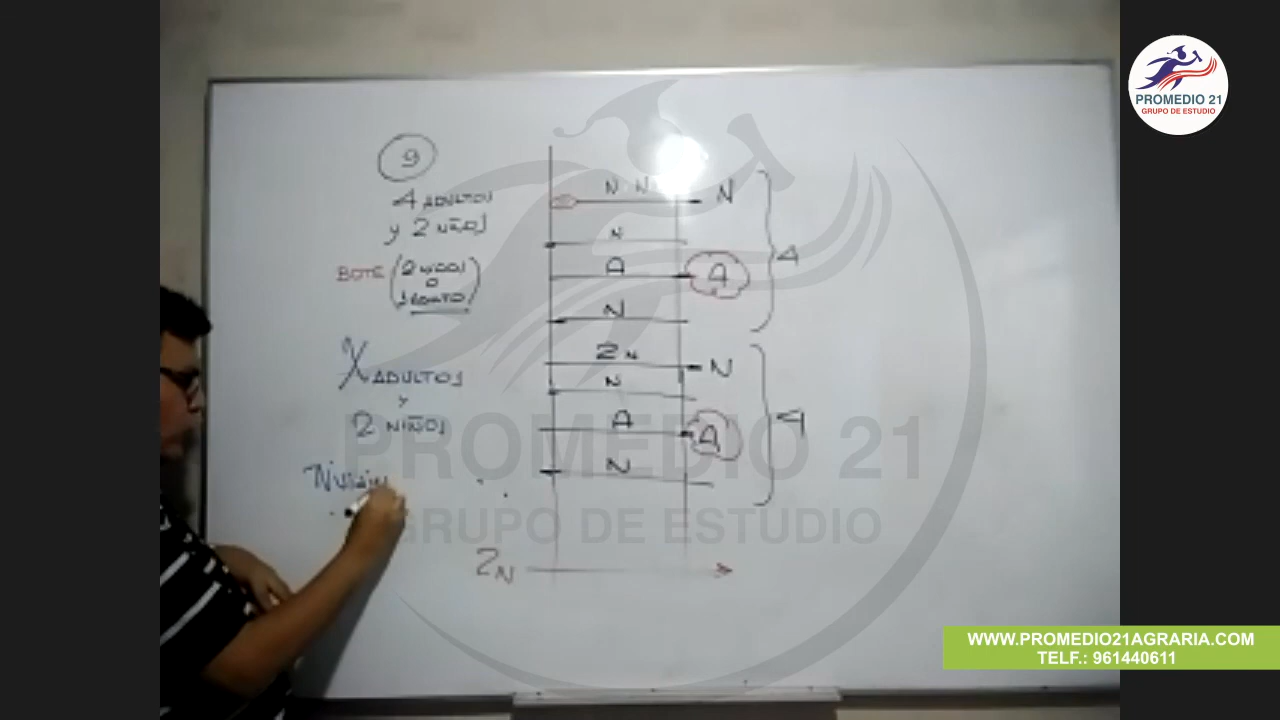 9
4 ADULTOS
y 2 NIÑOS
BOTE (2 NIÑOS
O
1 ADULTO)
X ADULTOS
y
2 NIÑOS
N N
N
N
A
A
N
4
2N
N
N
A
A
N
4
2N
PROMEDIO 21
GRUPO DE ESTUDIO
PROMEDIO 21
GRUPO DE ESTUDIO
WWW.PROMEDIO21AGRARIA.COM
TELF.: 961440611